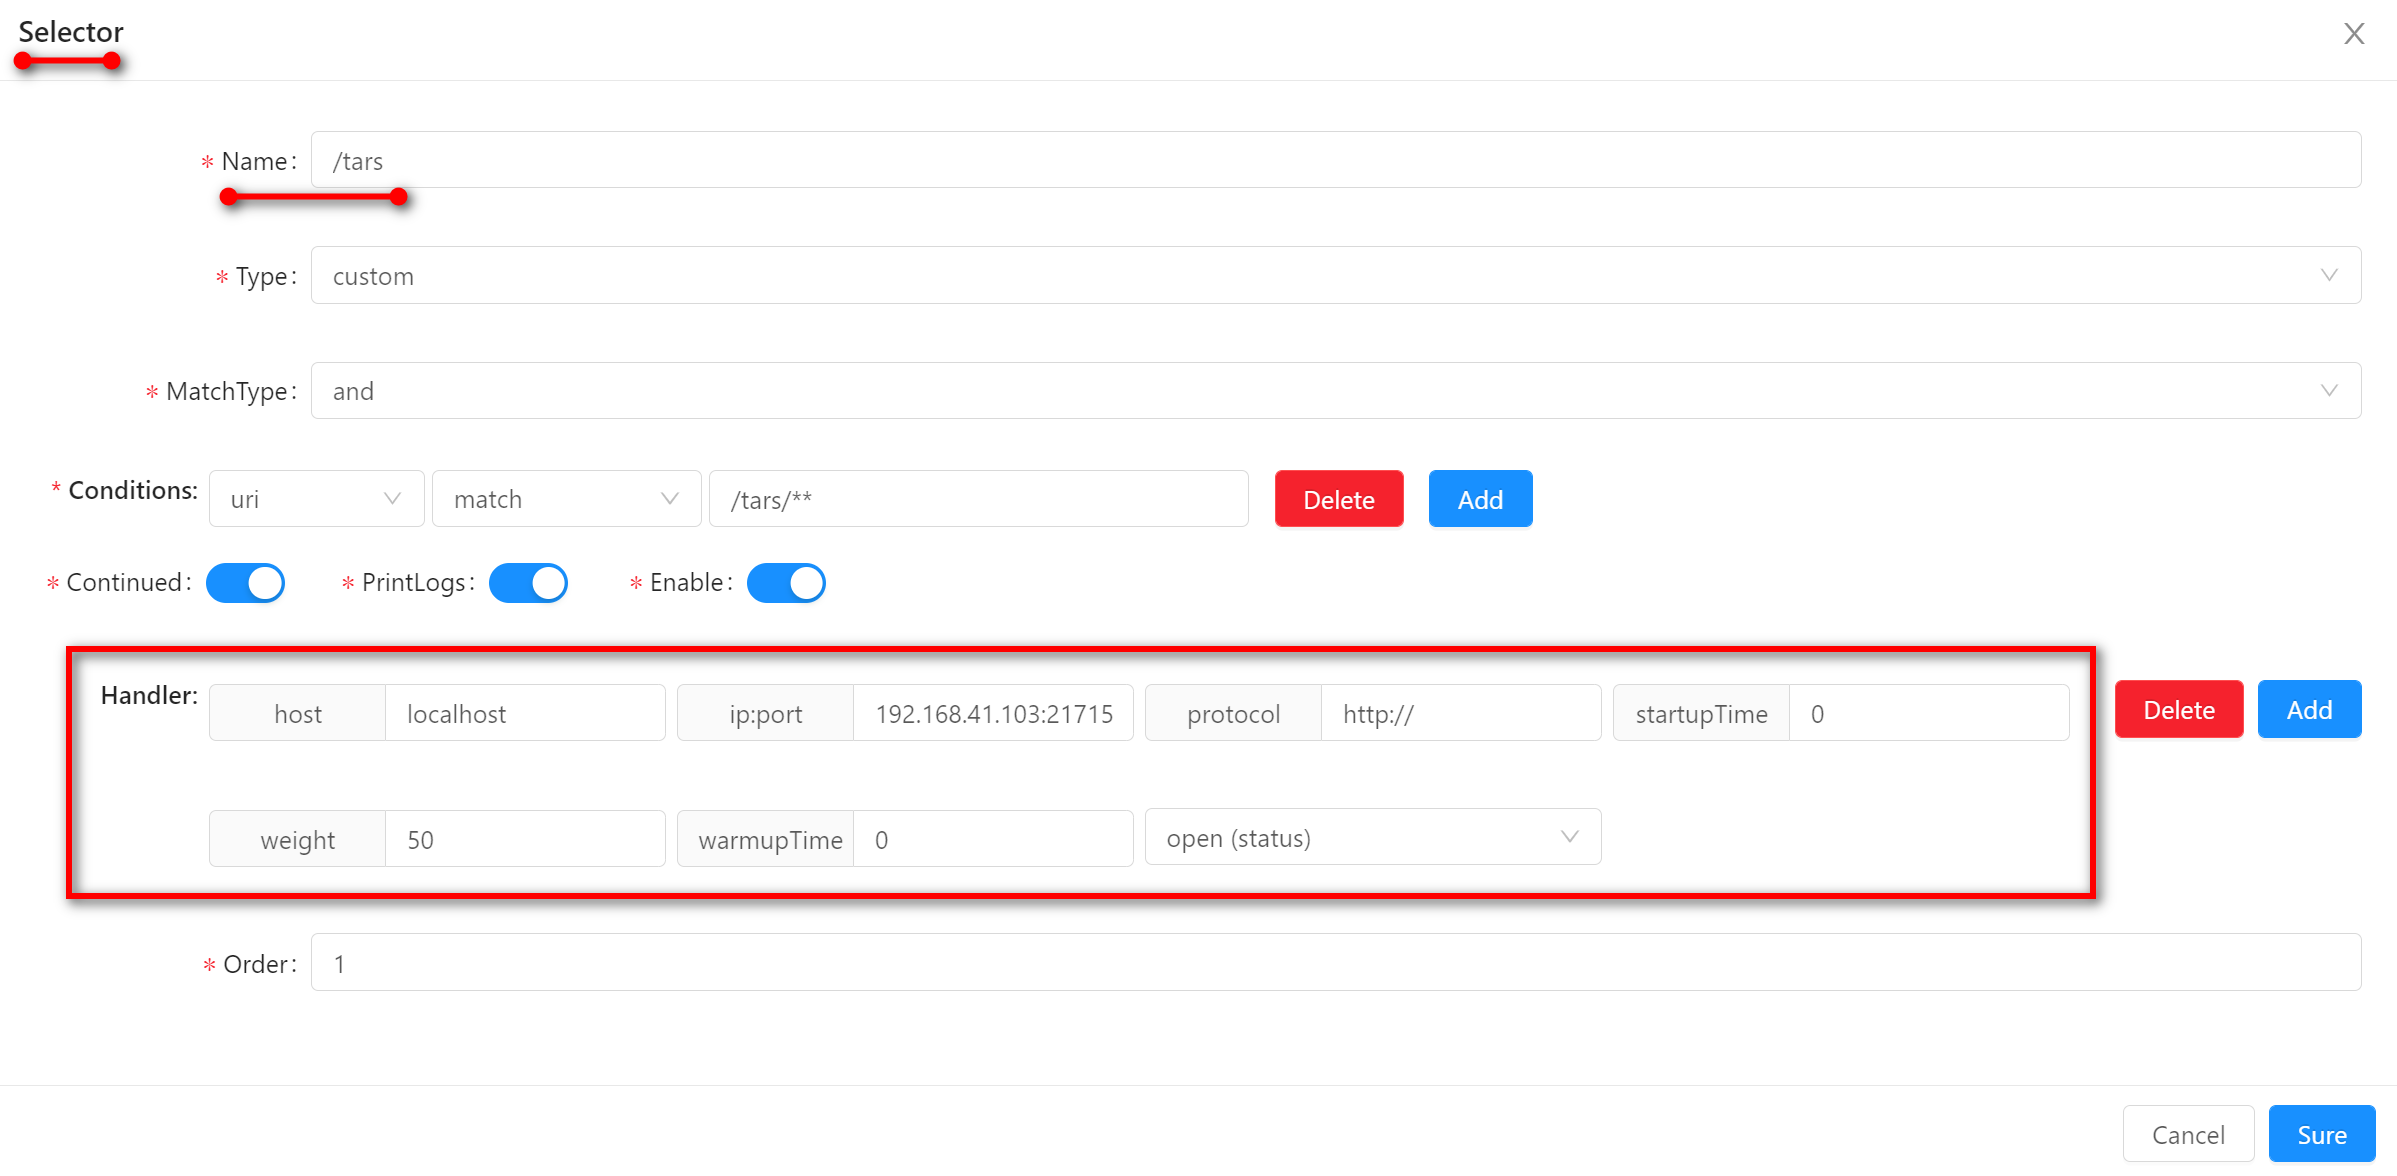 Selector
* Name: /tars
* Type: custom
* MatchType: and
* Conditions: uri match /tars/** Delete Add
* Continued: * PrintLogs: * Enable:
Handler: host localhost ip:port 192.168.41.103:21715 protocol http:// startupTime 0 Delete Add
weight 50 warmupTime 0 open (status)
* Order: 1
Cancel Sure